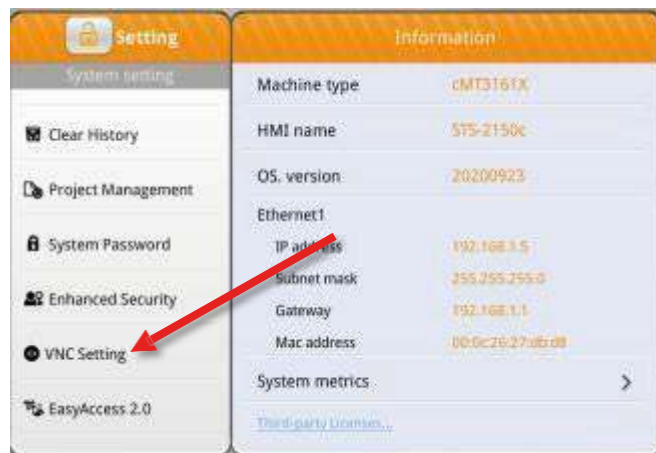 Setting
System setting
Clear History
Project Management
System Password
Enhanced Security
VNC Setting
EasyAccess 2.0
Information
Machine type cMT3161X
HMI name STS-2150c
OS. version 20200923
Ethernet1
IP address 192.168.1.5
Subnet mask 255.255.255.0
Gateway 192.168.1.1
Mac address
System metrics
Third-party Licenses...